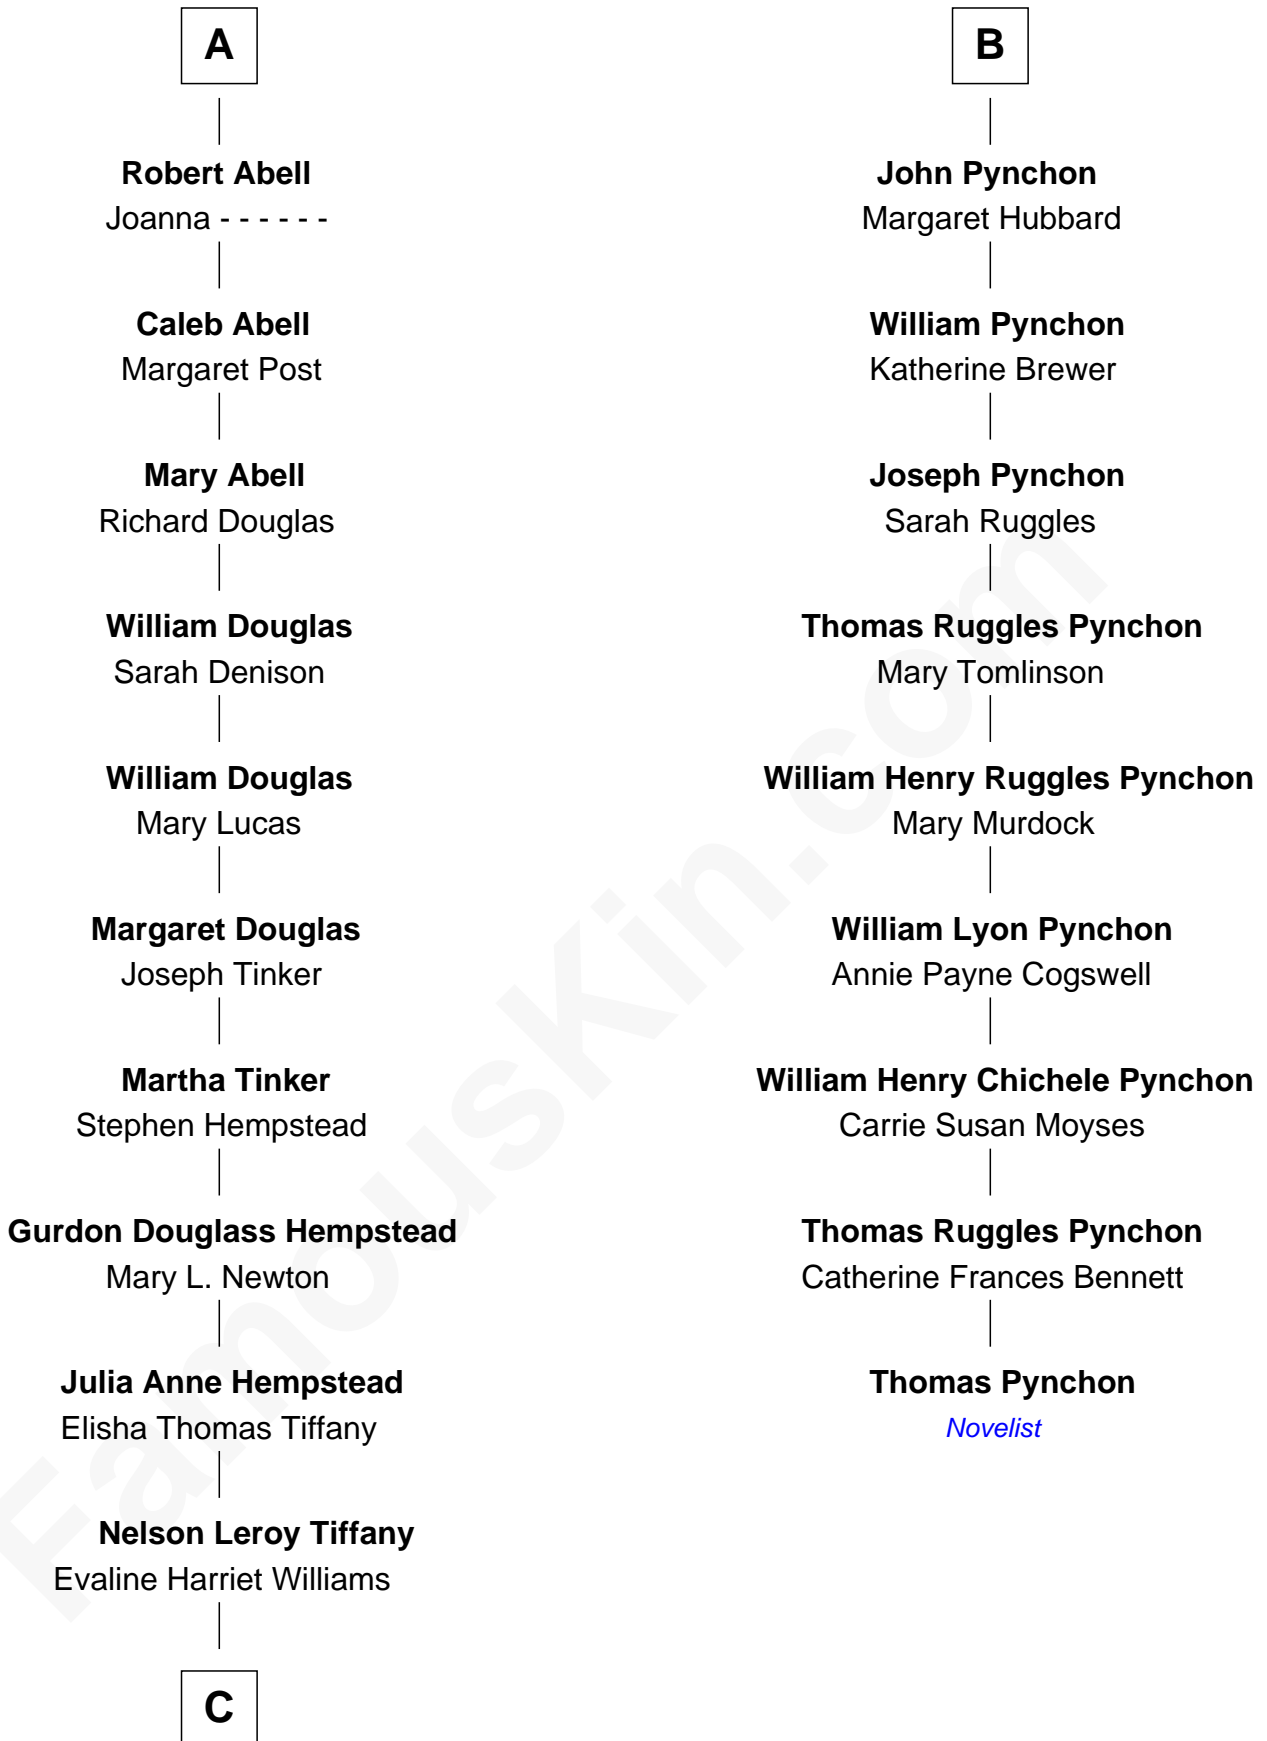 A
Robert Abell
Joanna - - - - - -
Caleb Abell
Margaret Post
Mary Abell
Richard Douglas
William Douglas
Sarah Denison
William Douglas
Mary Lucas
Margaret Douglas
Joseph Tinker
Martha Tinker
Stephen Hempstead
Gurdon Douglass Hempstead
Mary L. Newton
Julia Anne Hempstead
Elisha Thomas Tiffany
Nelson Leroy Tiffany
Evaline Harriet Williams
C
B
John Pynchon
Margaret Hubbard
William Pynchon
Katherine Brewer
Joseph Pynchon
Sarah Ruggles
Thomas Ruggles Pynchon
Mary Tomlinson
William Henry Ruggles Pynchon
Mary Murdock
William Lyon Pynchon
Annie Payne Cogswell
William Henry Chichele Pynchon
Carrie Susan Moyses
Thomas Ruggles Pynchon
Catherine Frances Bennett
Thomas Pynchon
Novelist
FamousKin.com